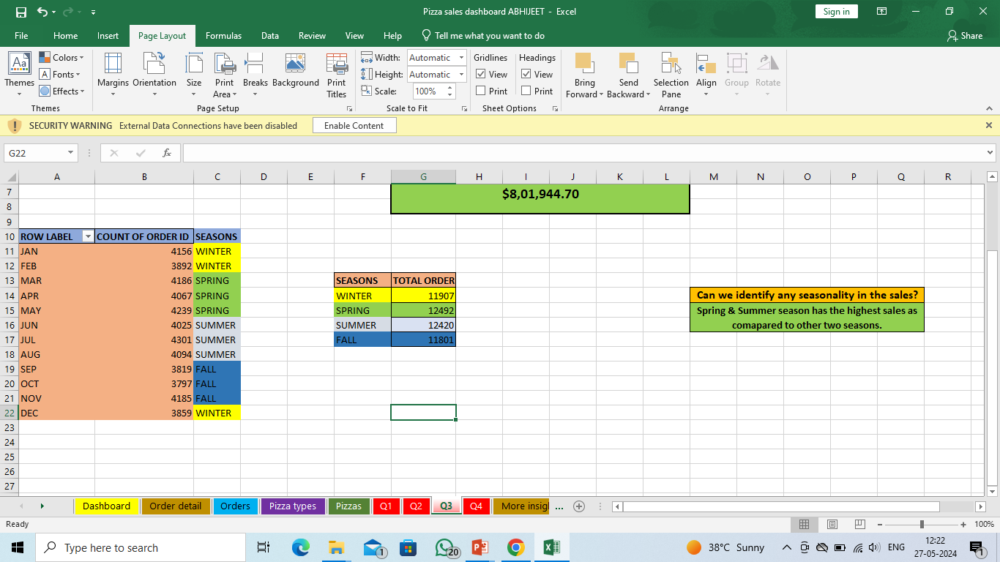 Pizza sales dashboard ABHIJEET - Excel
Sign in
File Home Insert Page Layout Formulas Data Review View Help Tell me what you want to do Share
Aa Themes
Colors
Fonts
Effects
Themes
Margins Orientation Size Print Area Breaks Background Print Titles
Page Setup
Width: Automatic
Height: Automatic
Scale: 100%
Scale to Fit
Gridlines Headings
View View
Print Print
Sheet Options
Bring Forward Send Backward Selection Pane Align Group Rotate
Arrange
SECURITY WARNING External Data Connections have been disabled Enable Content
G22 fx
A B C D E F G H I J K L M N O P Q R
7 $8,01,944.70
8
9
10 ROW LABEL COUNT OF ORDER ID SEASONS
11 JAN 4156 WINTER
12 FEB 3892 WINTER
13 MAR 4186 SPRING SEASONS TOTAL ORDER
14 APR 4067 SPRING WINTER 11907 Can we identify any seasonality in the sales?
15 MAY 4239 SPRING SPRING 12492 Spring & Summer season has the highest sales as
16 JUN 4025 SUMMER SUMMER 12420 comapared to other two seasons.
17 JUL 4301 SUMMER FALL 11801
18 AUG 4094 SUMMER
19 SEP 3819 FALL
20 OCT 3797 FALL
21 NOV 4185 FALL
22 DEC 3859 WINTER
23
24
25
26
27
Dashboard Order detail Orders Pizza types Pizzas Q1 Q2 Q3 Q4 More insigl ...
Ready 100%
Type here to search 1 20 38°C Sunny ENG 12:22
27-05-2024 1